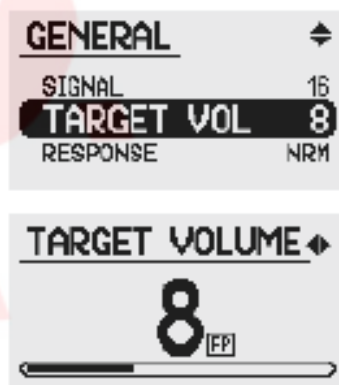 GENERAL
SIGNAL 16
TARGET VOL 8
RESPONSE NRM
TARGET VOLUME
8 FP